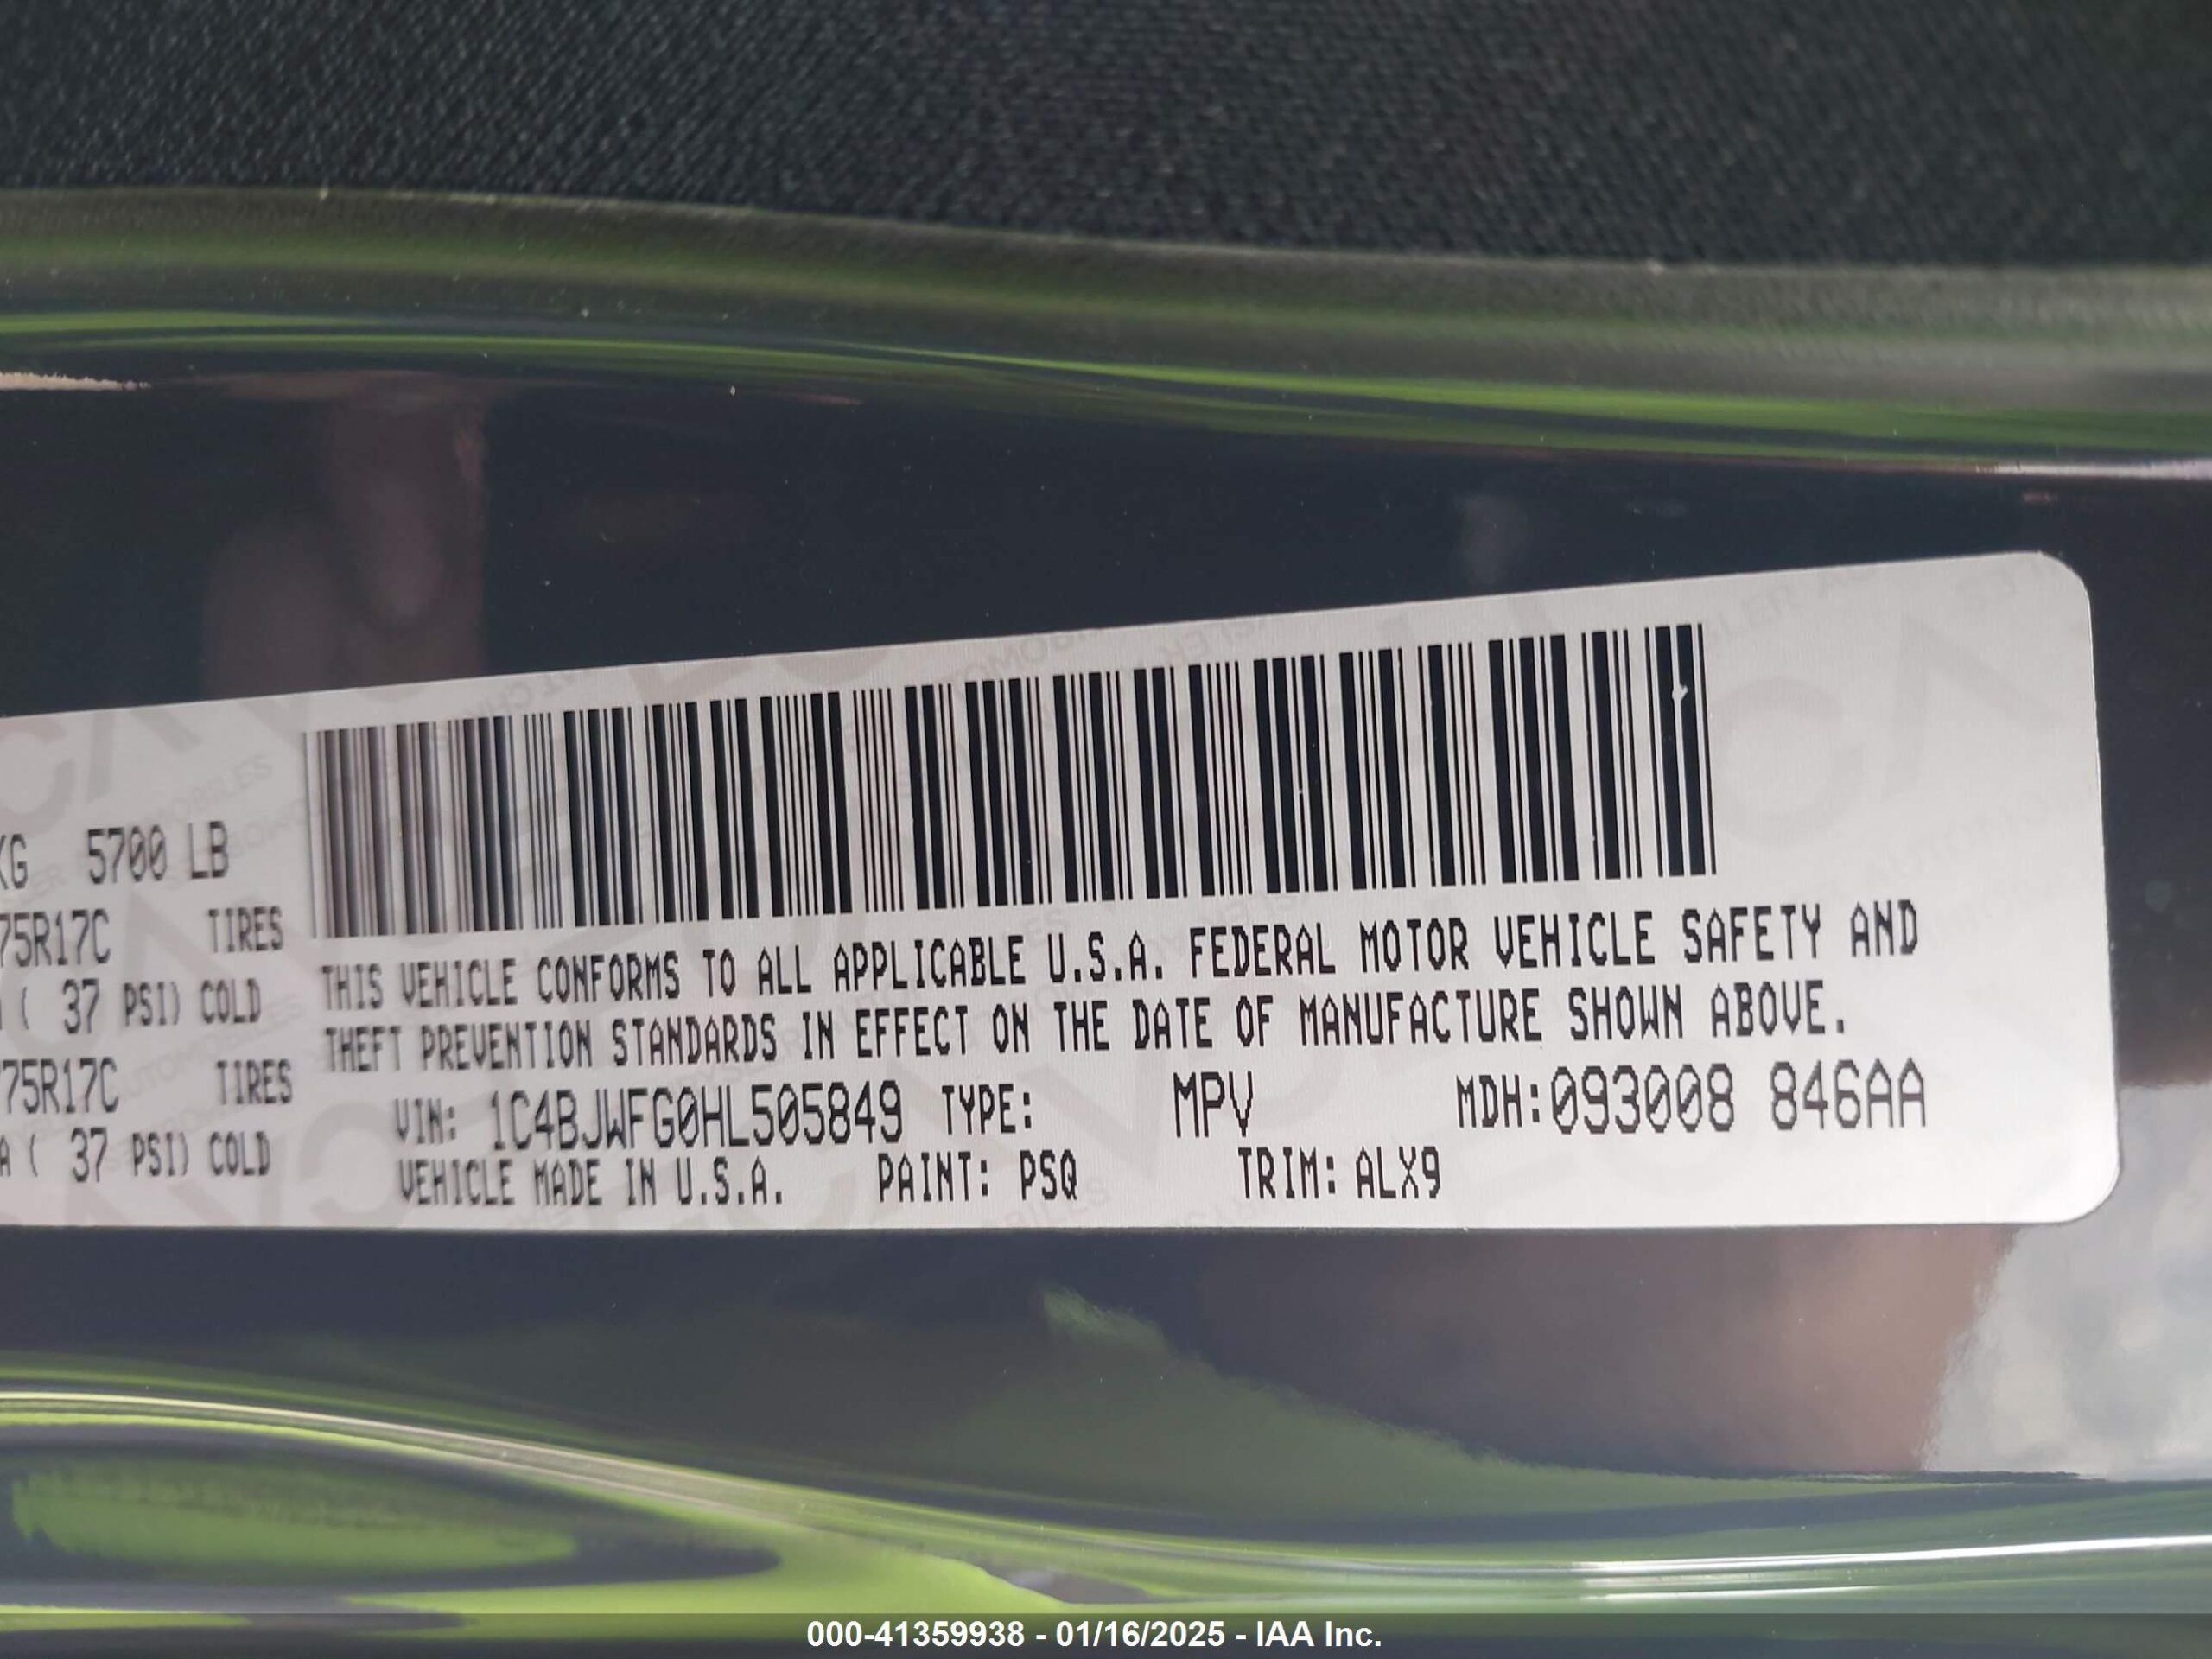 KG 5700 LB
75R17C TIRES
( 37 PSI) COLD
75R17C TIRES
A ( 37 PSI) COLD
THIS VEHICLE CONFORMS TO ALL APPLICABLE U.S.A. FEDERAL MOTOR VEHICLE SAFETY AND
THEFT PREVENTION STANDARDS IN EFFECT ON THE DATE OF MANUFACTURE SHOWN ABOVE.
VIN: 1C4BJWFG0HL505849 TYPE: MPV MDH:093008 846AA
VEHICLE MADE IN U.S.A. PAINT: PSQ TRIM: ALX9
000-41359938 - 01/16/2025 - IAA Inc.